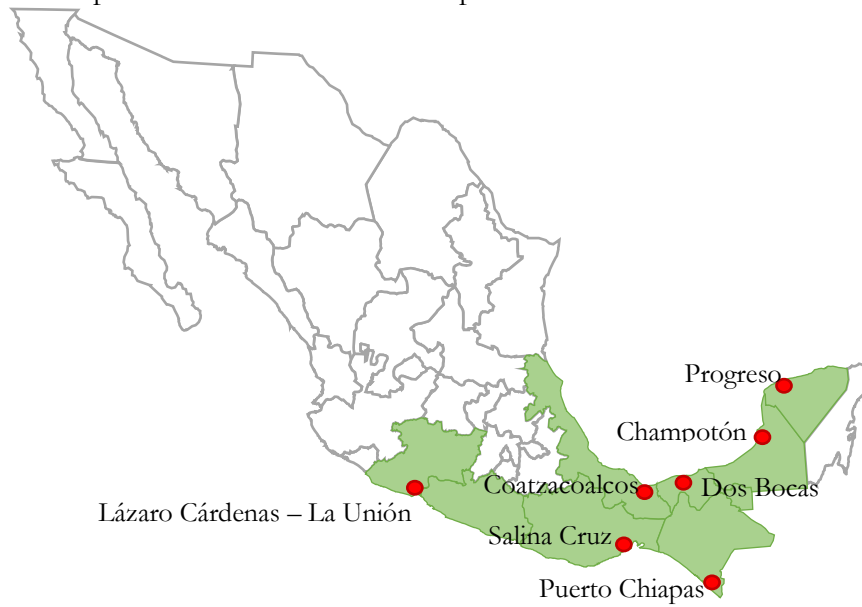 Progreso
Champotón
Coatzacoalcos
Dos Bocas
Lázaro Cárdenas – La Unión
Salina Cruz
Puerto Chiapas